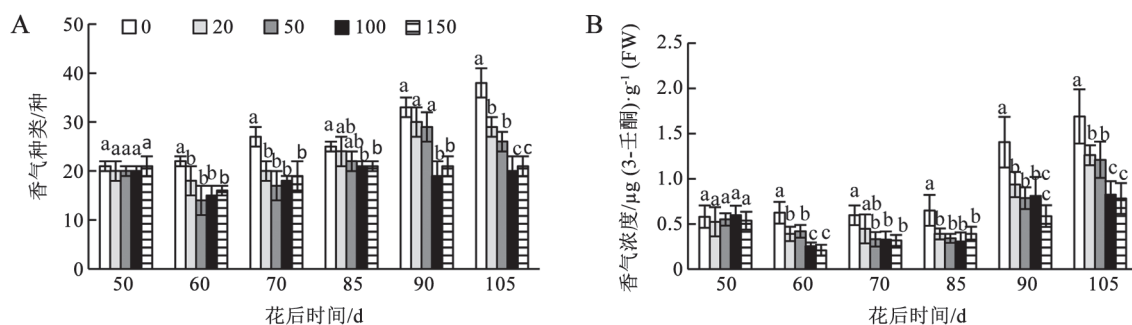 A
0 20 50 100 150
50
40
30
20
10
0
香气种类/种
a a a a a
a b b b b
a b b b b
a ab ab b b
a a a b b
a b b c c
50 60 70 85 90 105
花后时间/d
B
2.5
2.0
1.5
1.0
0.5
0
香气浓度/μg (3-壬酮)·g⁻¹ (FW)
a a a a a
a b b c c
a ab b b b
a b b b b
a b b b c c
a b b c c
50 60 70 85 90 105
花后时间/d